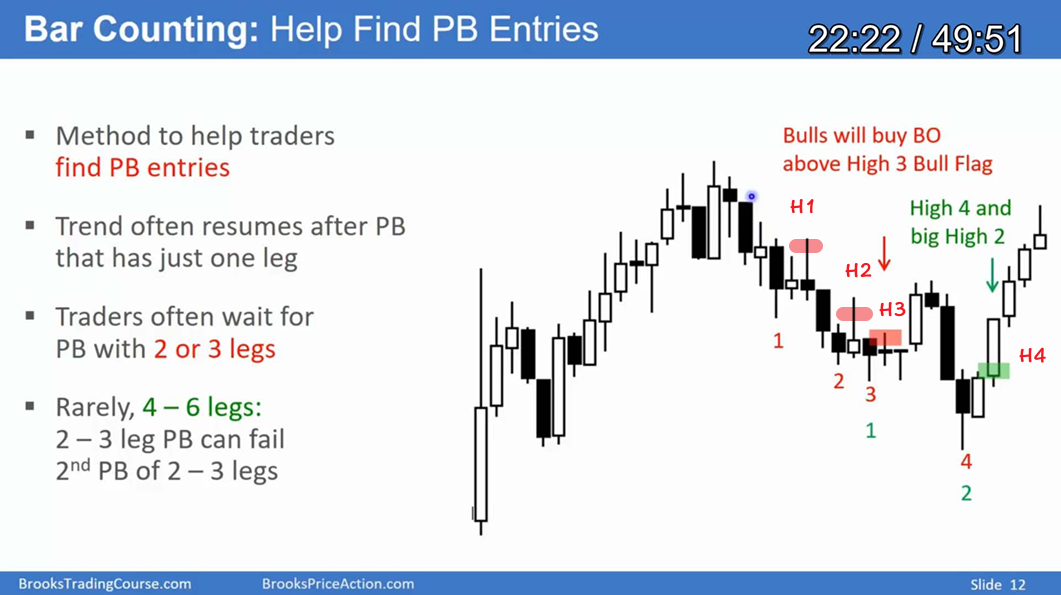 Bar Counting: Help Find PB Entries
22:22 / 49:51
▪ Method to help traders
find PB entries
▪ Trend often resumes after PB
that has just one leg
▪ Traders often wait for
PB with 2 or 3 legs
▪ Rarely, 4 – 6 legs:
2 – 3 leg PB can fail
2nd PB of 2 – 3 legs
Bulls will buy BO
above High 3 Bull Flag
High 4 and
big High 2
H1
H2
H3
H4
1
2
3
1
4
2
BrooksTradingCourse.com
BrooksPriceAction.com
Slide 12